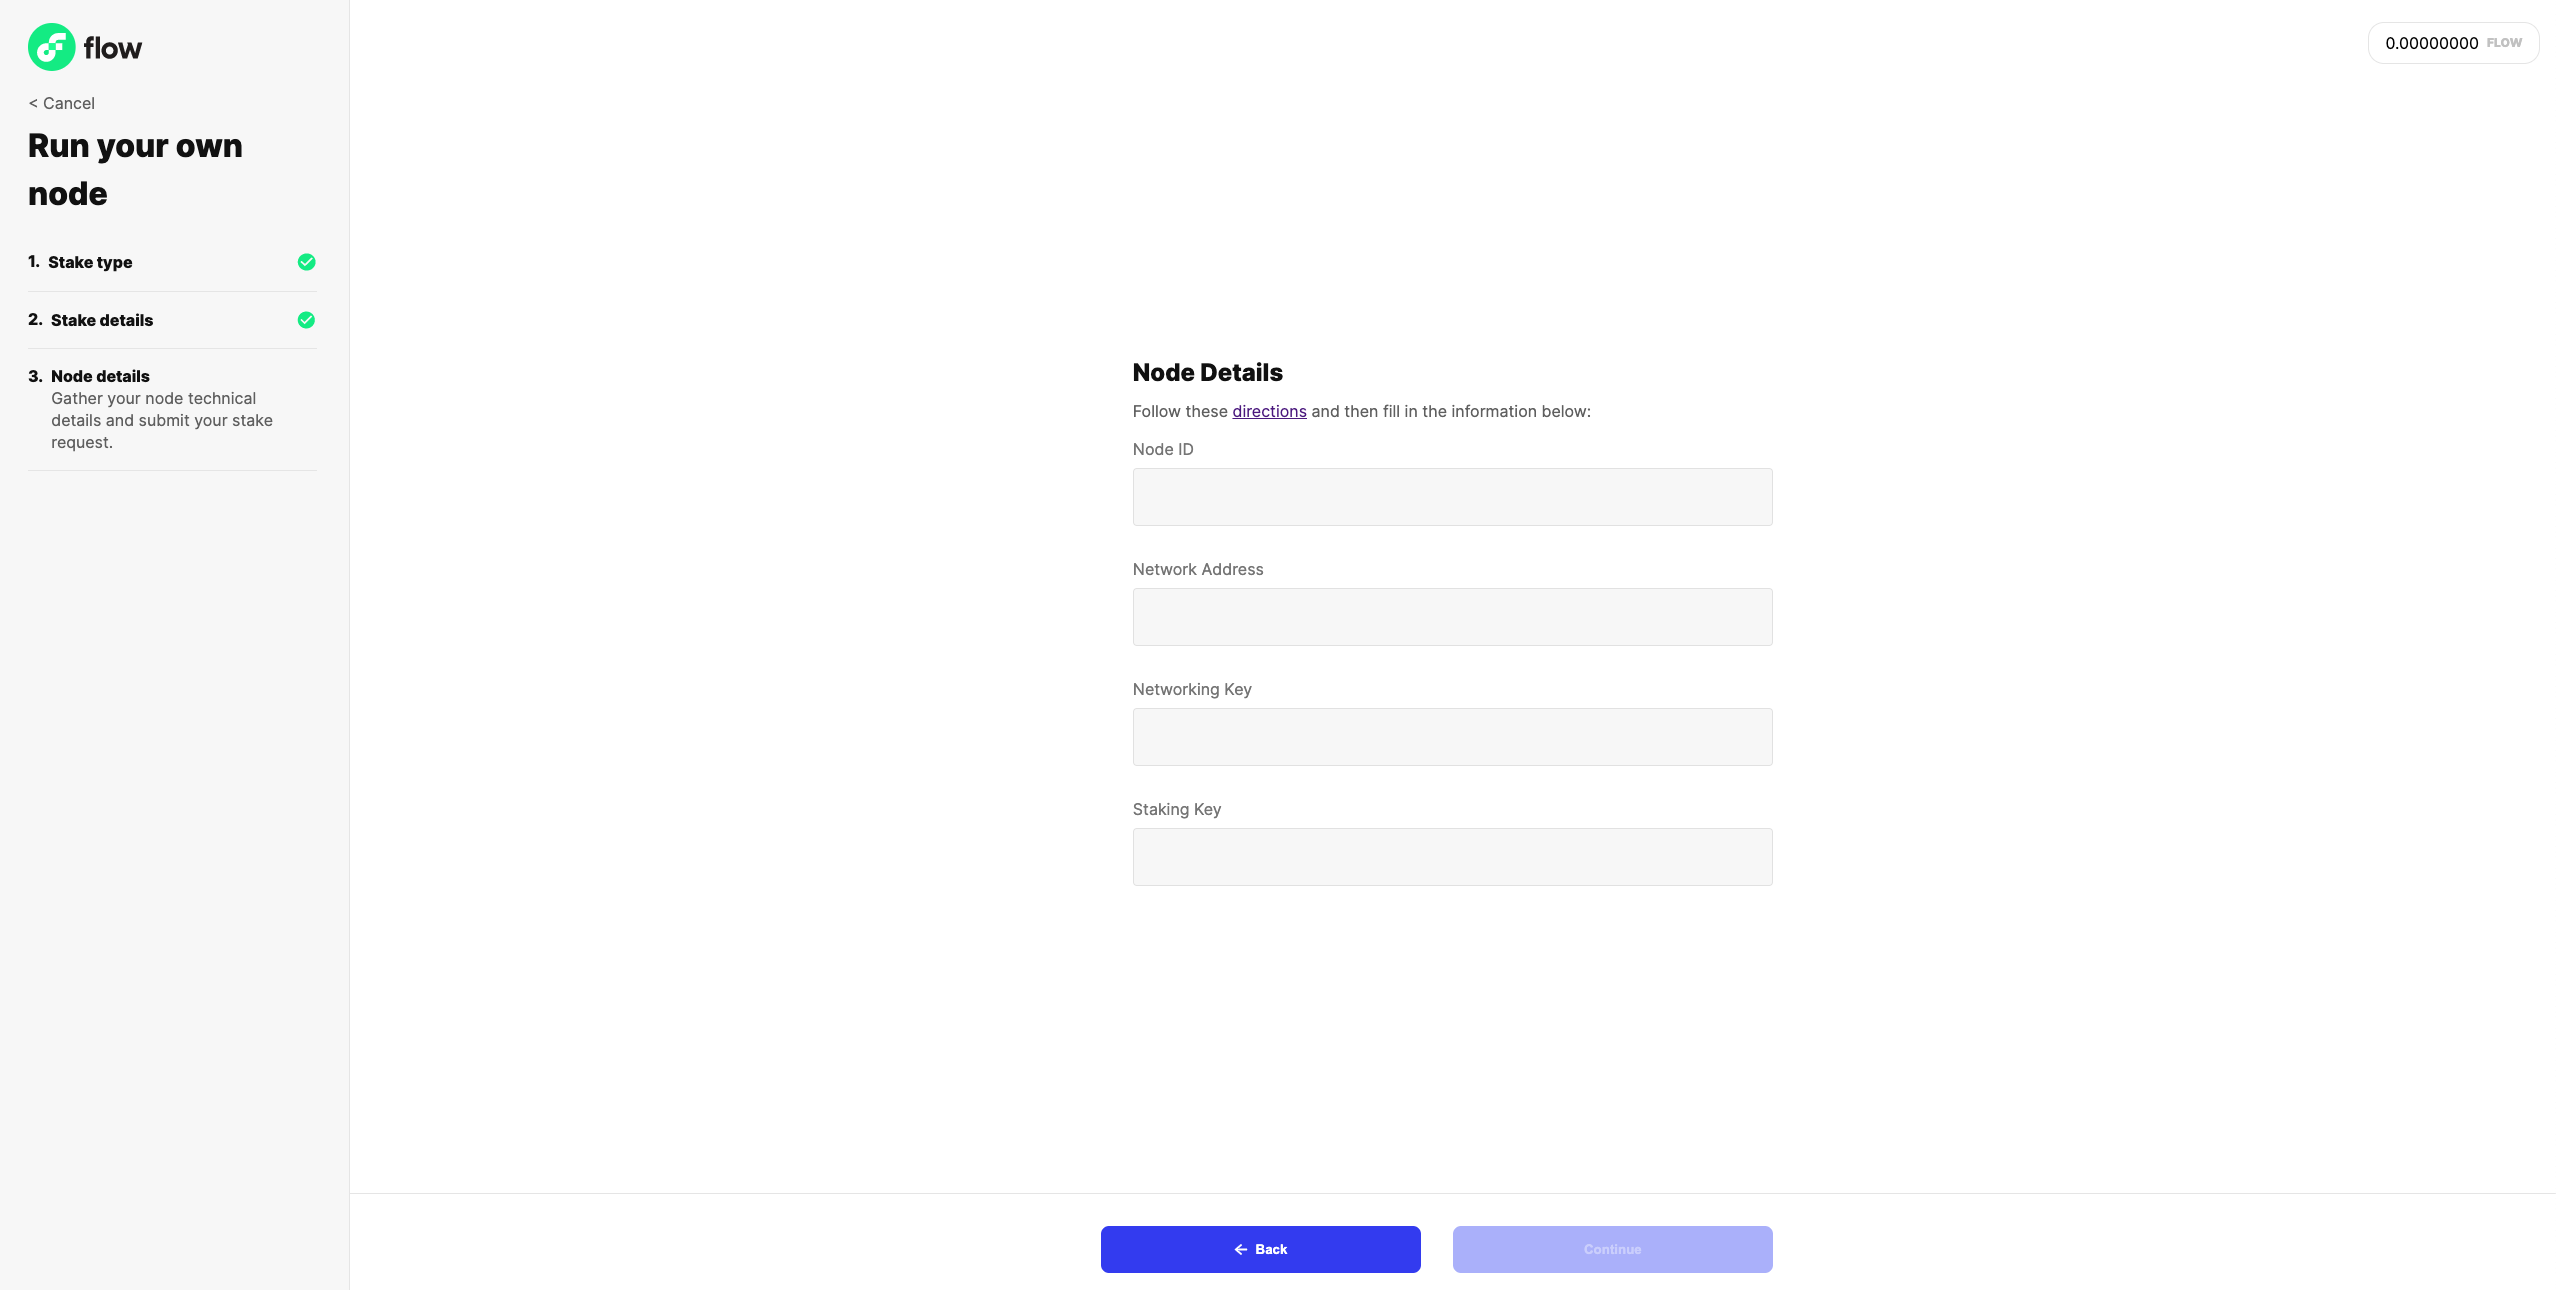 flow
< Cancel
Run your own
node
1. Stake type
2. Stake details
3. Node details
Gather your node technical
details and submit your stake
request.
0.00000000 FLOW
Node Details
Follow these directions and then fill in the information below:
Node ID
Network Address
Networking Key
Staking Key
← Back
Continue